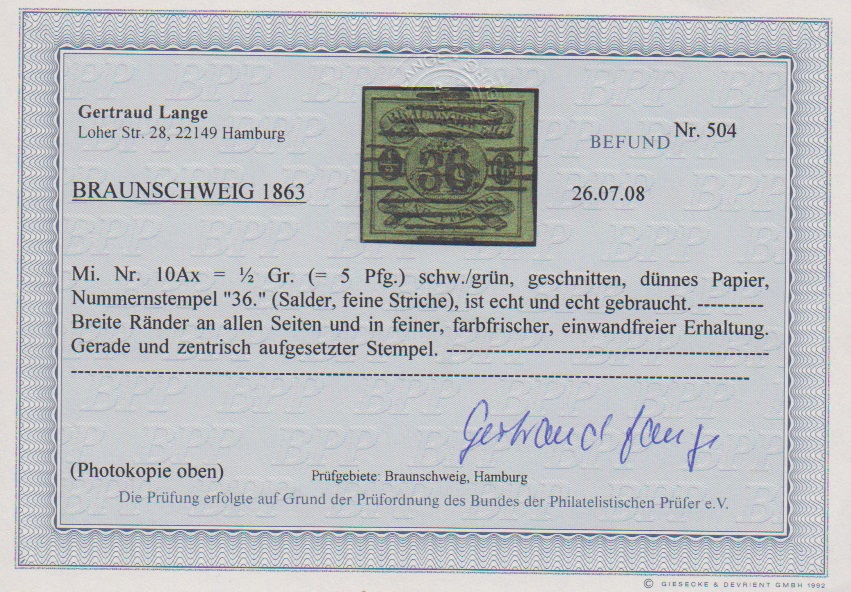 Gertraud Lange
Loher Str. 28, 22149 Hamburg
BEFUND Nr. 504
BRAUNSCHWEIG 1863
26.07.08
36
Mi. Nr. 10Ax = ½ Gr. (= 5 Pfg.) schw./grün, geschnitten, dünnes Papier,
Nummernstempel "36." (Salder, feine Striche), ist echt und echt gebraucht. ----------
Breite Ränder an allen Seiten und in feiner, farbfrischer, einwandfreier Erhaltung.
Gerade und zentrisch aufgesetzter Stempel. --------------------------------------------------
Gertraud Lange
(Photokopie oben)
Prüfgebiete: Braunschweig, Hamburg
Die Prüfung erfolgte auf Grund der Prüfordnung des Bundes der Philatelistischen Prüfer e.V.
© GIESECKE & DEVRIENT GMBH 1992